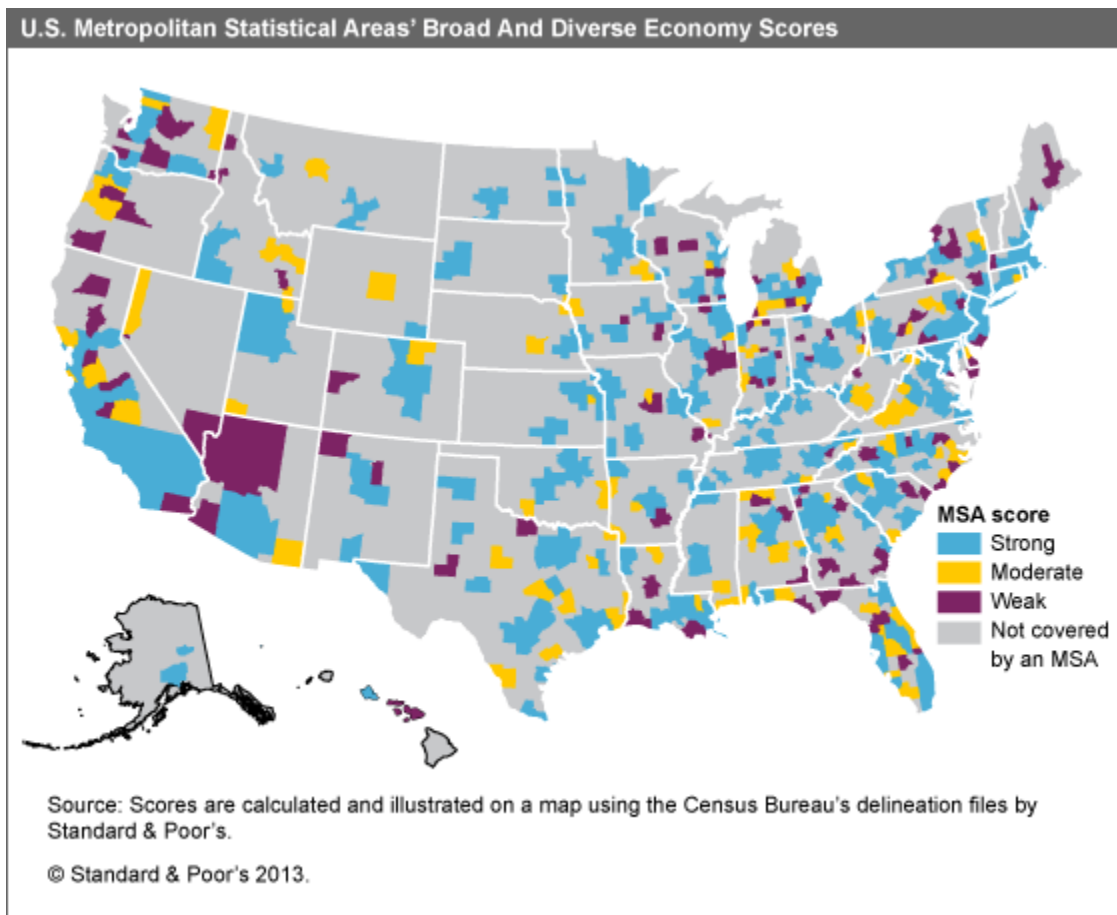 U.S. Metropolitan Statistical Areas' Broad And Diverse Economy Scores
MSA score
Strong
Moderate
Weak
Not covered
by an MSA
Source: Scores are calculated and illustrated on a map using the Census Bureau's delineation files by
Standard & Poor's.
© Standard & Poor's 2013.